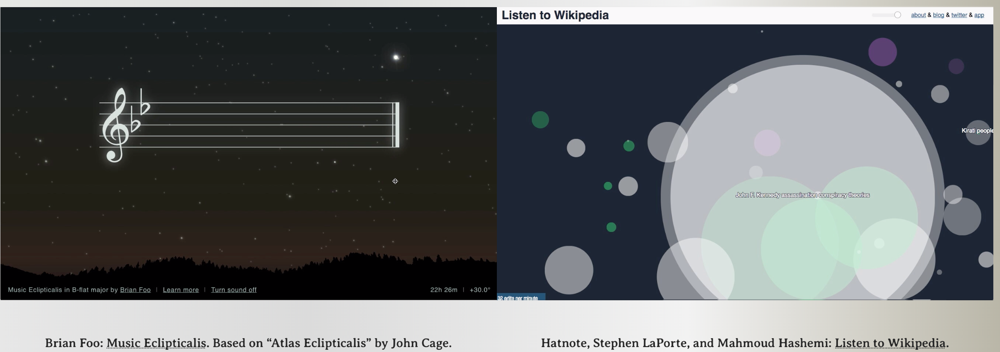 Music Eclipticalis in B-flat major by Brian Foo | Learn more | Turn sound off
22h 26m | +30.0°
Listen to Wikipedia
about & blog & twitter & app
Kirati people
John F. Kennedy assassination conspiracy theories
32 edits per minute
Brian Foo: Music Eclipticalis. Based on “Atlas Eclipticalis” by John Cage.
Hatnote, Stephen LaPorte, and Mahmoud Hashemi: Listen to Wikipedia.